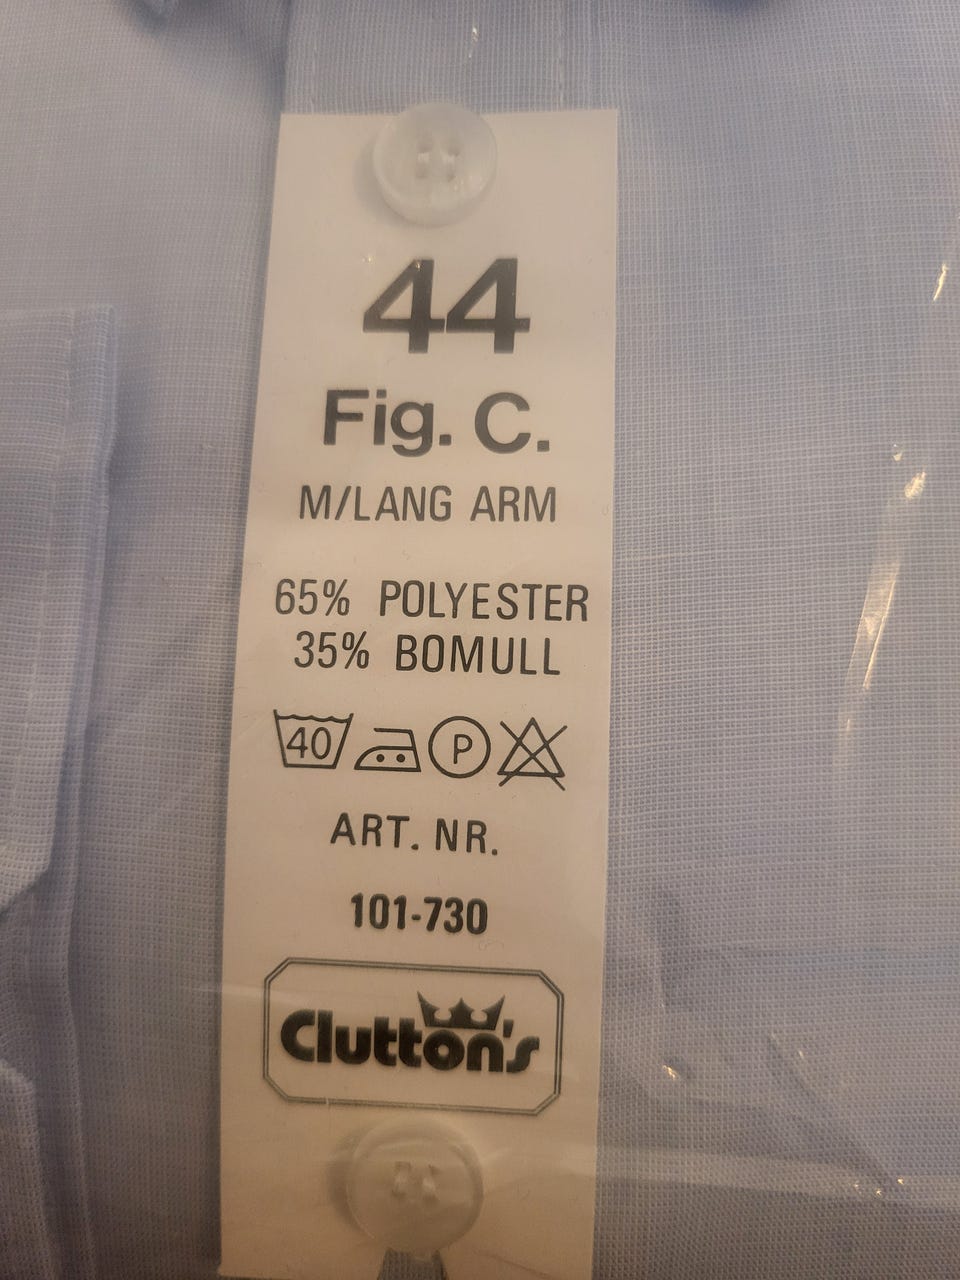 44
Fig. C.
M/LANG ARM
65% POLYESTER
35% BOMULL
40 P
ART. NR.
101-730
Clutton's